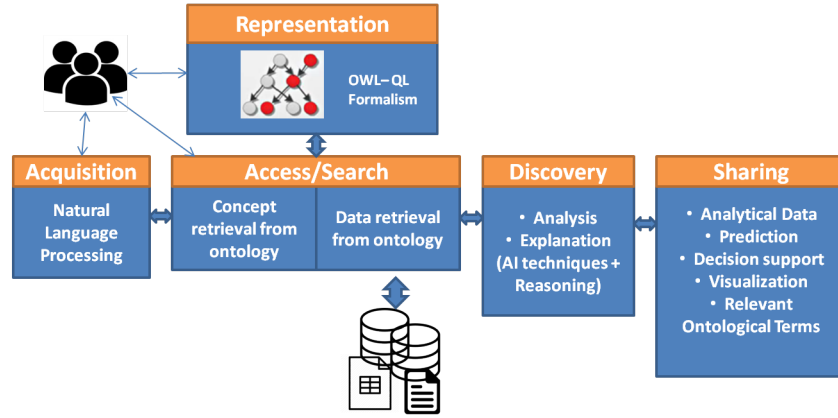 Representation
OWL–QL
Formalism
Acquisition
Natural
Language
Processing
Access/Search
Concept
retrieval from
ontology
Data retrieval
from ontology
Discovery
• Analysis
• Explanation
(AI techniques +
Reasoning)
Sharing
• Analytical Data
• Prediction
• Decision support
• Visualization
• Relevant
Ontological Terms